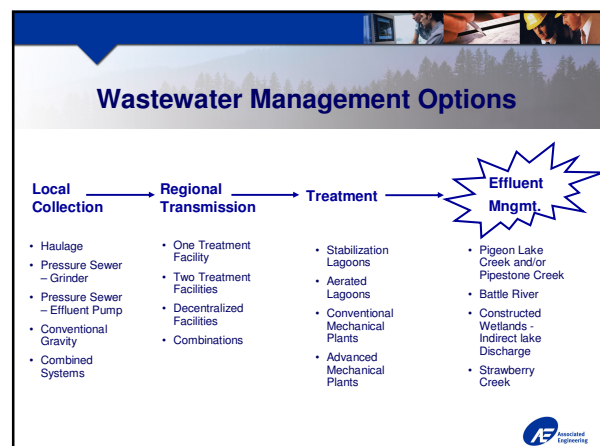 Wastewater Management Options
Local
Collection
Regional
Transmission
Treatment
Effluent
Mngmt.
• Haulage
• Pressure Sewer
– Grinder
• Pressure Sewer
– Effluent Pump
• Conventional
Gravity
• Combined
Systems
• One Treatment
Facility
• Two Treatment
Facilities
• Decentralized
Facilities
• Combinations
• Stabilization
Lagoons
• Aerated
Lagoons
• Conventional
Mechanical
Plants
• Advanced
Mechanical
Plants
• Pigeon Lake
Creek and/or
Pipestone Creek
• Battle River
• Constructed
Wetlands -
Indirect lake
Discharge
• Strawberry
Creek
AE Associated
Engineering